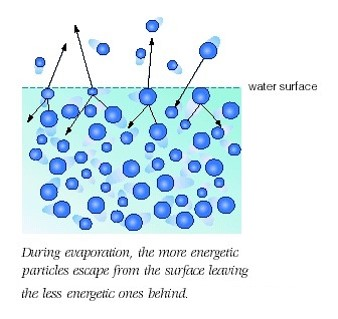 water surface
During evaporation, the more energetic
particles escape from the surface leaving
the less energetic ones behind.